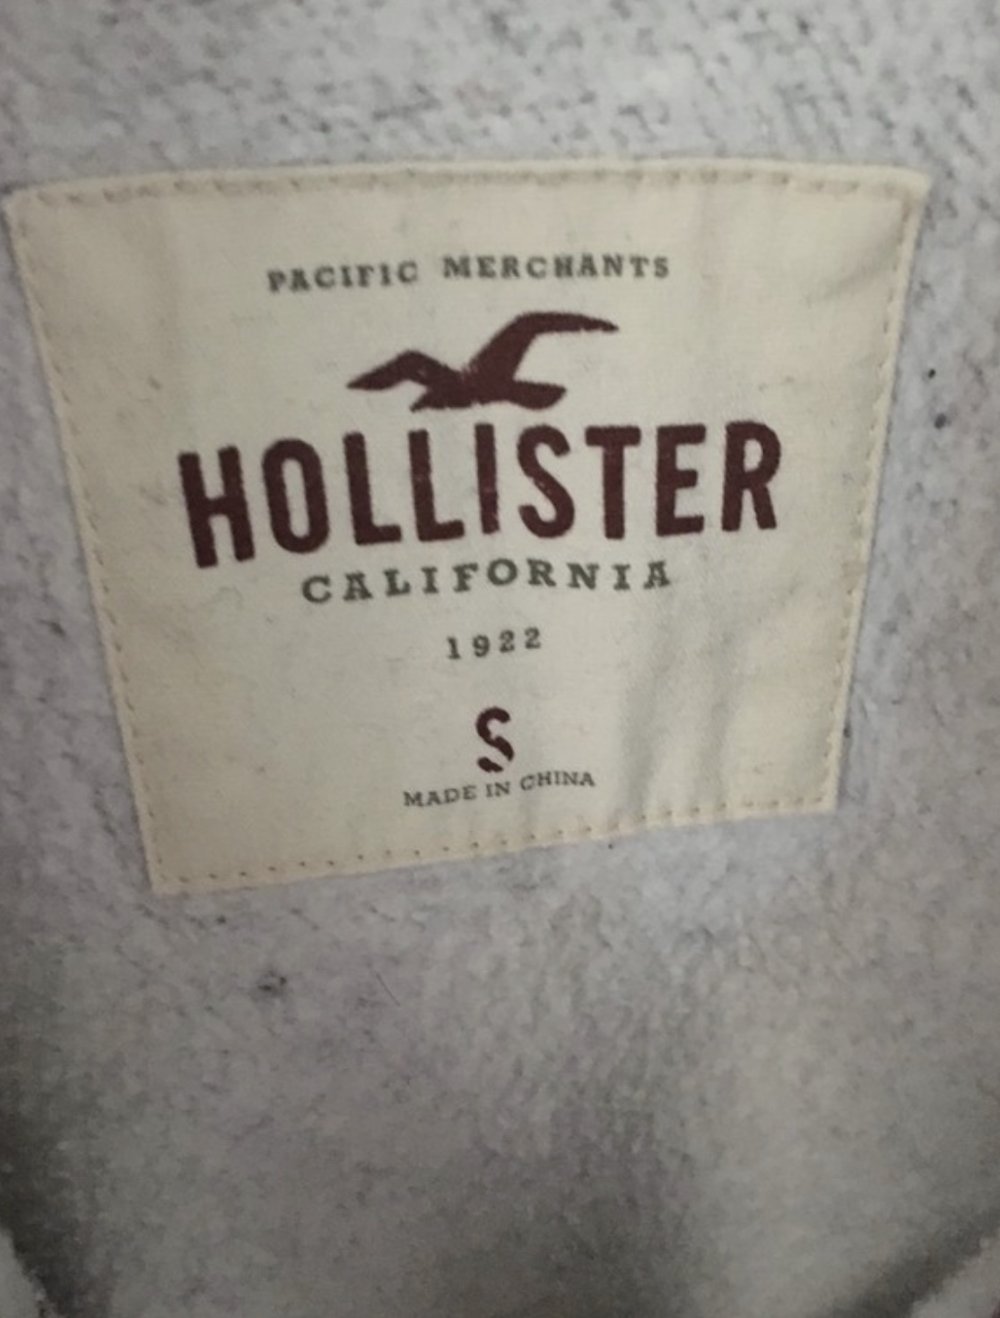 PACIFIC MERCHANTS
HOLLISTER
CALIFORNIA
1922
S
MADE IN CHINA